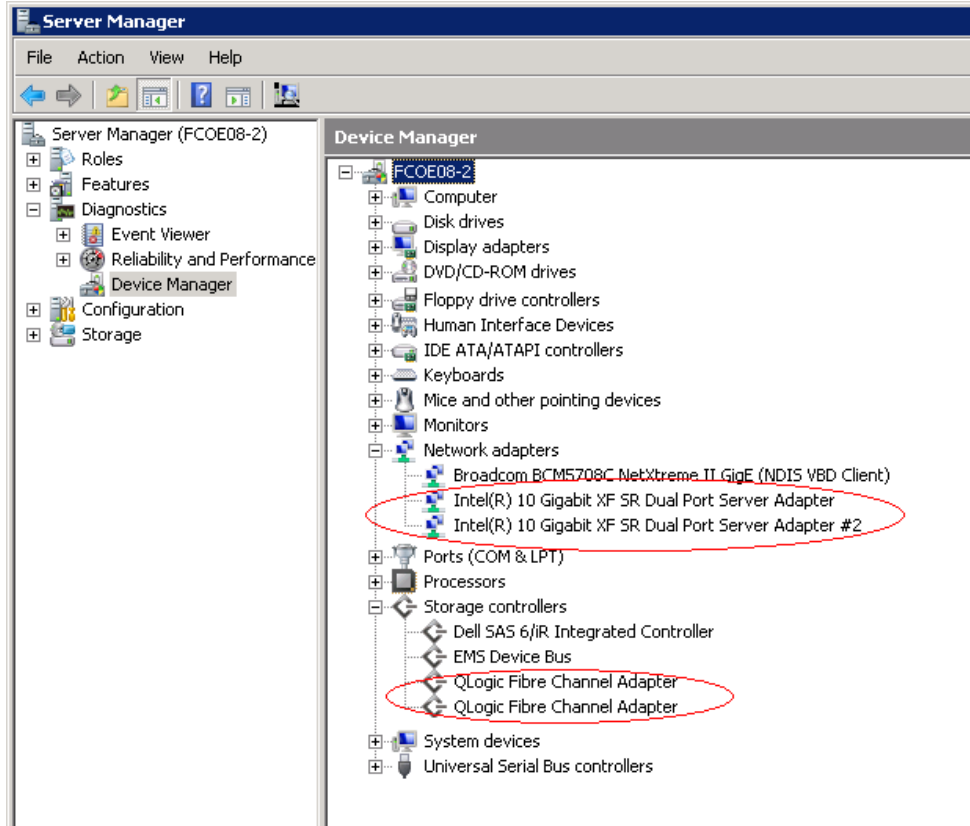 Server Manager
File Action View Help
Server Manager (FCOE08-2)
Roles
Features
Diagnostics
Event Viewer
Reliability and Performance
Device Manager
Configuration
Storage
Device Manager
FCOE08-2
Computer
Disk drives
Display adapters
DVD/CD-ROM drives
Floppy drive controllers
Human Interface Devices
IDE ATA/ATAPI controllers
Keyboards
Mice and other pointing devices
Monitors
Network adapters
Broadcom BCM5708C NetXtreme II GigE (NDIS VBD Client)
Intel(R) 10 Gigabit XF SR Dual Port Server Adapter
Intel(R) 10 Gigabit XF SR Dual Port Server Adapter #2
Ports (COM & LPT)
Processors
Storage controllers
Dell SAS 6/iR Integrated Controller
EMS Device Bus
QLogic Fibre Channel Adapter
QLogic Fibre Channel Adapter
System devices
Universal Serial Bus controllers